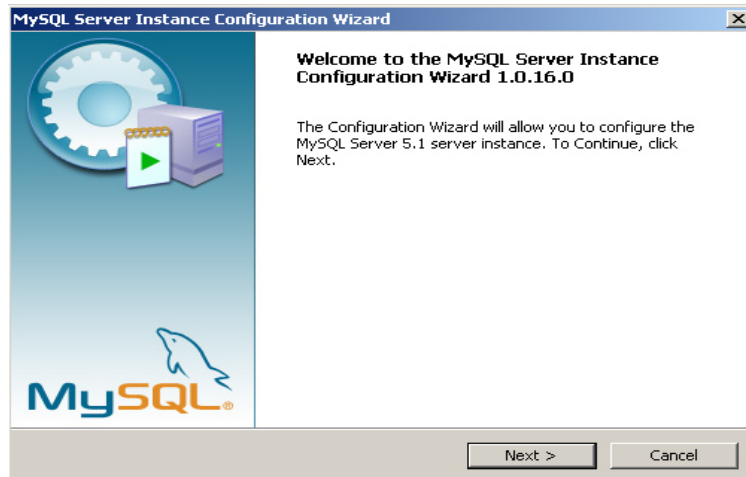 MySQL Server Instance Configuration Wizard
Welcome to the MySQL Server Instance
Configuration Wizard 1.0.16.0
The Configuration Wizard will allow you to configure the
MySQL Server 5.1 server instance. To Continue, click
Next.
MySQL®
Next >
Cancel